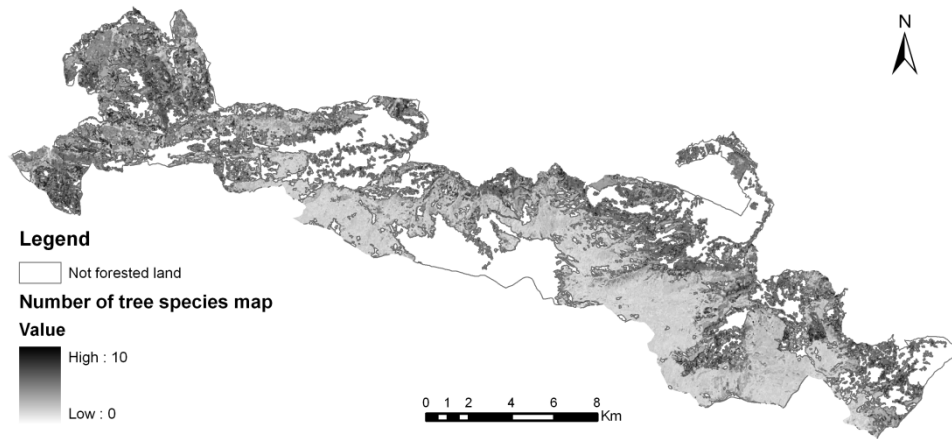 N
Legend
Not forested land
Number of tree species map
Value
High : 10
Low : 0
0 1 2 4 6 8
Km